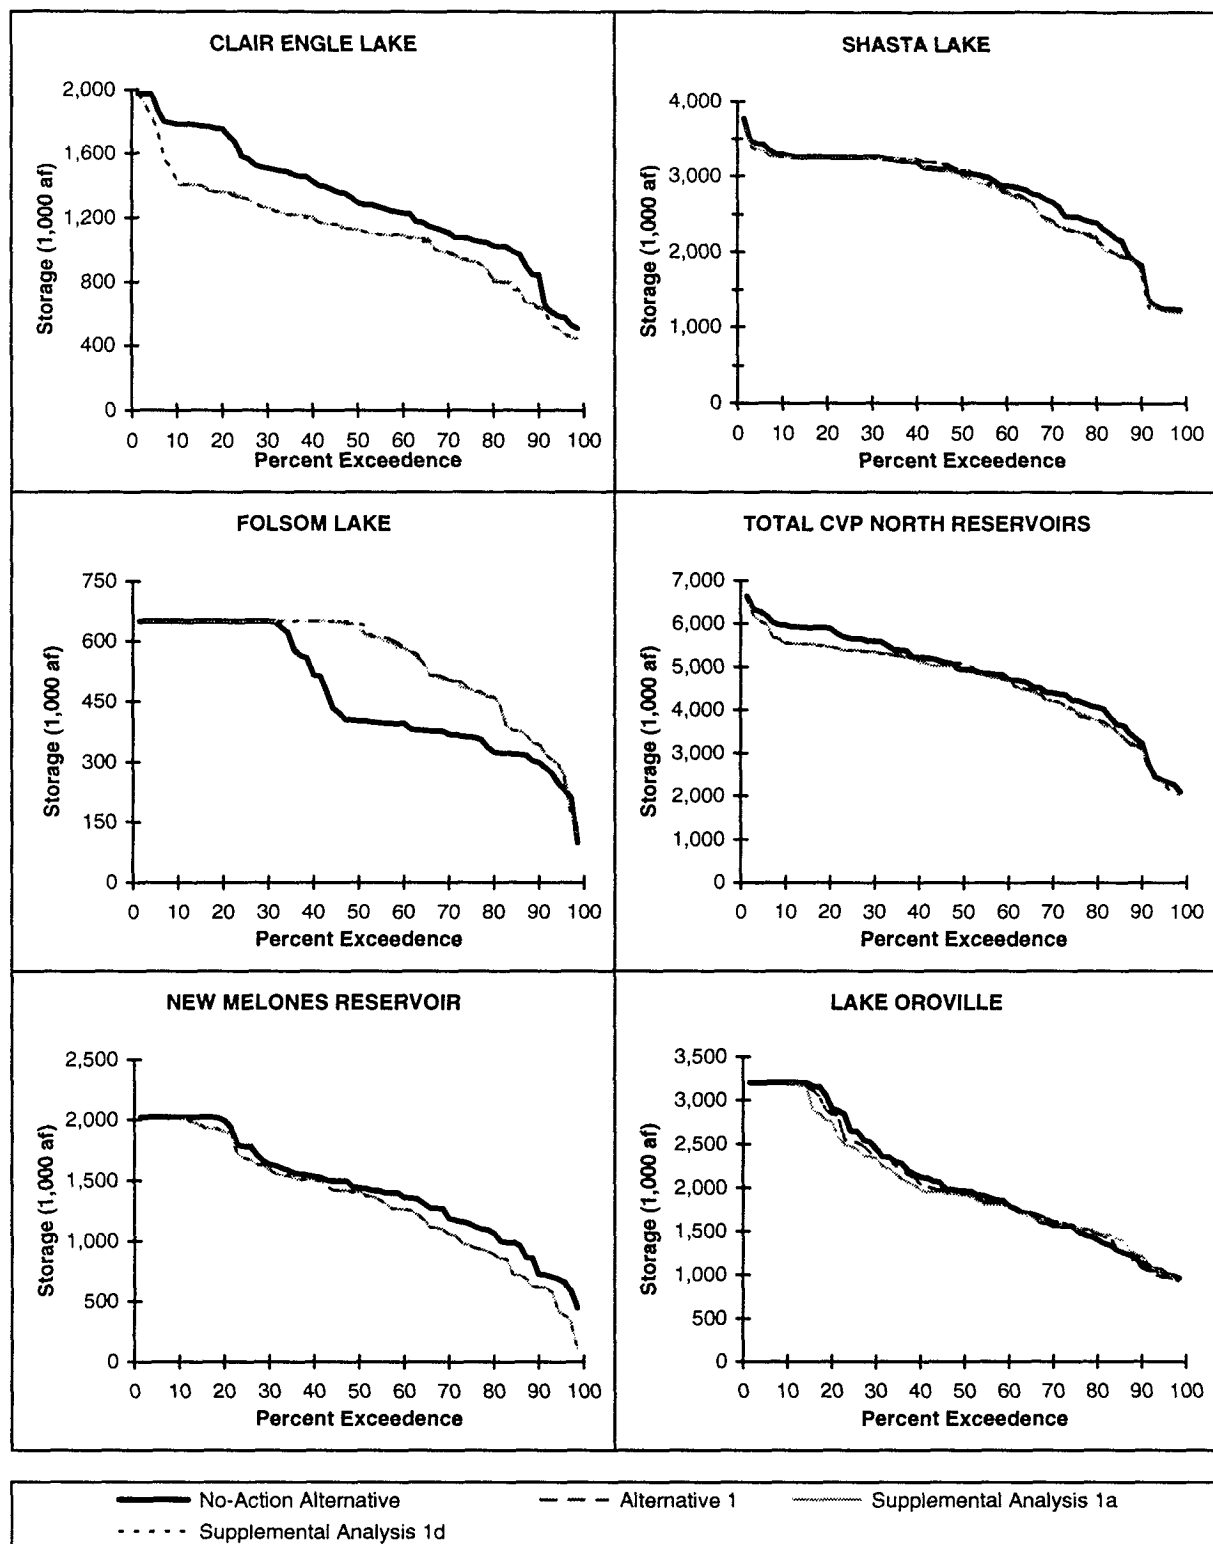 CLAIR ENGLE LAKE
Storage (1,000 af)
2,000
1,600
1,200
800
400
0
0 10 20 30 40 50 60 70 80 90 100
Percent Exceedence
SHASTA LAKE
Storage (1,000 af)
4,000
3,000
2,000
1,000
0
0 10 20 30 40 50 60 70 80 90 100
Percent Exceedence
FOLSOM LAKE
Storage (1,000 af)
750
600
450
300
150
0
0 10 20 30 40 50 60 70 80 90 100
Percent Exceedence
TOTAL CVP NORTH RESERVOIRS
Storage (1,000 af)
7,000
6,000
5,000
4,000
3,000
2,000
1,000
0
0 10 20 30 40 50 60 70 80 90 100
Percent Exceedence
NEW MELONES RESERVOIR
Storage (1,000 af)
2,500
2,000
1,500
1,000
500
0
0 10 20 30 40 50 60 70 80 90 100
Percent Exceedence
LAKE OROVILLE
Storage (1,000 af)
3,500
3,000
2,500
2,000
1,500
1,000
500
0
0 10 20 30 40 50 60 70 80 90 100
Percent Exceedence
No-Action Alternative
Alternative 1
Supplemental Analysis 1a
Supplemental Analysis 1d